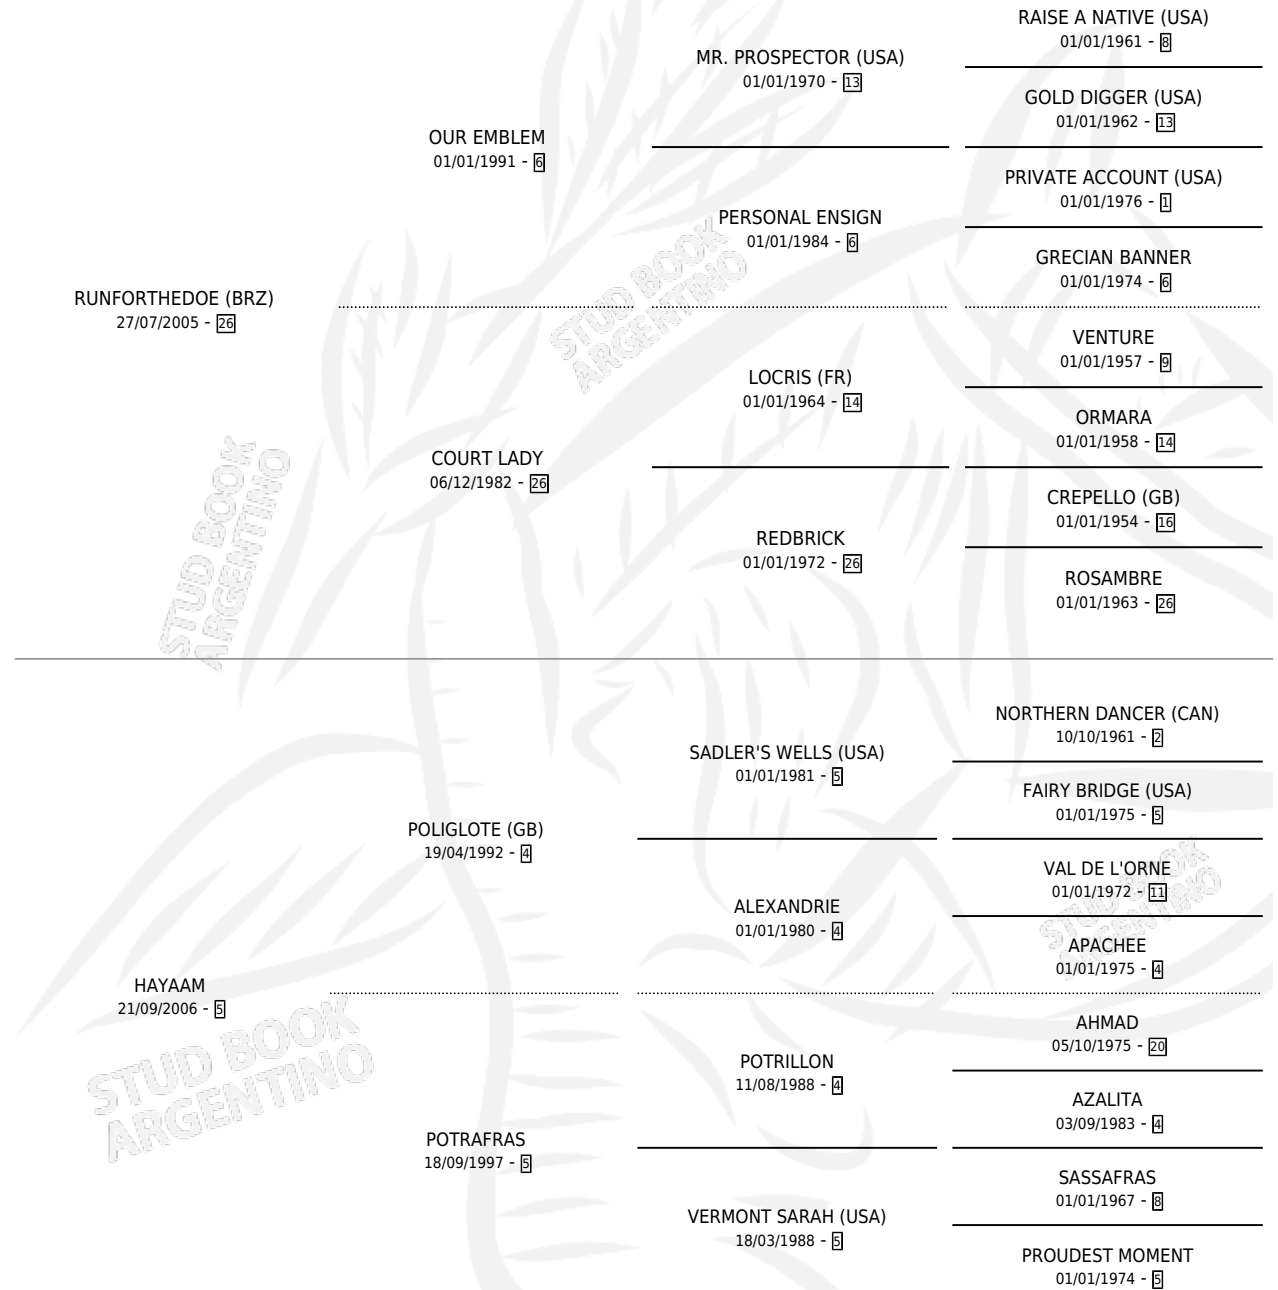 RAISE A NATIVE (USA)
01/01/1961 - 8
MR. PROSPECTOR (USA)
01/01/1970 - 13
GOLD DIGGER (USA)
01/01/1962 - 13
OUR EMBLEM
01/01/1991 - 6
PRIVATE ACCOUNT (USA)
01/01/1976 - 1
PERSONAL ENSIGN
01/01/1984 - 6
GRECIAN BANNER
01/01/1974 - 6
RUNFORTHEDOE (BRZ)
27/07/2005 - 26
STUD BOOK
ARGENTINO
VENTURE
01/01/1957 - 9
LOCRIS (FR)
01/01/1964 - 14
ORMARA
01/01/1958 - 14
COURT LADY
06/12/1982 - 26
CREPELLO (GB)
01/01/1954 - 16
REDBRICK
01/01/1972 - 26
ROSAMBRE
01/01/1963 - 26
STUD BOOK
ARGENTINO
NORTHERN DANCER (CAN)
10/10/1961 - 2
SADLER'S WELLS (USA)
01/01/1981 - 5
FAIRY BRIDGE (USA)
01/01/1975 - 5
POLIGLOTE (GB)
19/04/1992 - 4
VAL DE L'ORNE
01/01/1972 - 11
ALEXANDRIE
01/01/1980 - 4
APACHEE
01/01/1975 - 4
STUD BOOK
ARGENTINO
HAYAAM
21/09/2006 - 5
AHMAD
05/10/1975 - 20
POTRILLON
11/08/1988 - 4
AZALITA
03/09/1983 - 4
STUD BOOK
ARGENTINO
POTRAFRAS
18/09/1997 - 5
SASSAFRAS
01/01/1967 - 8
VERMONT SARAH (USA)
18/03/1988 - 5
PROUDEST MOMENT
01/01/1974 - 5